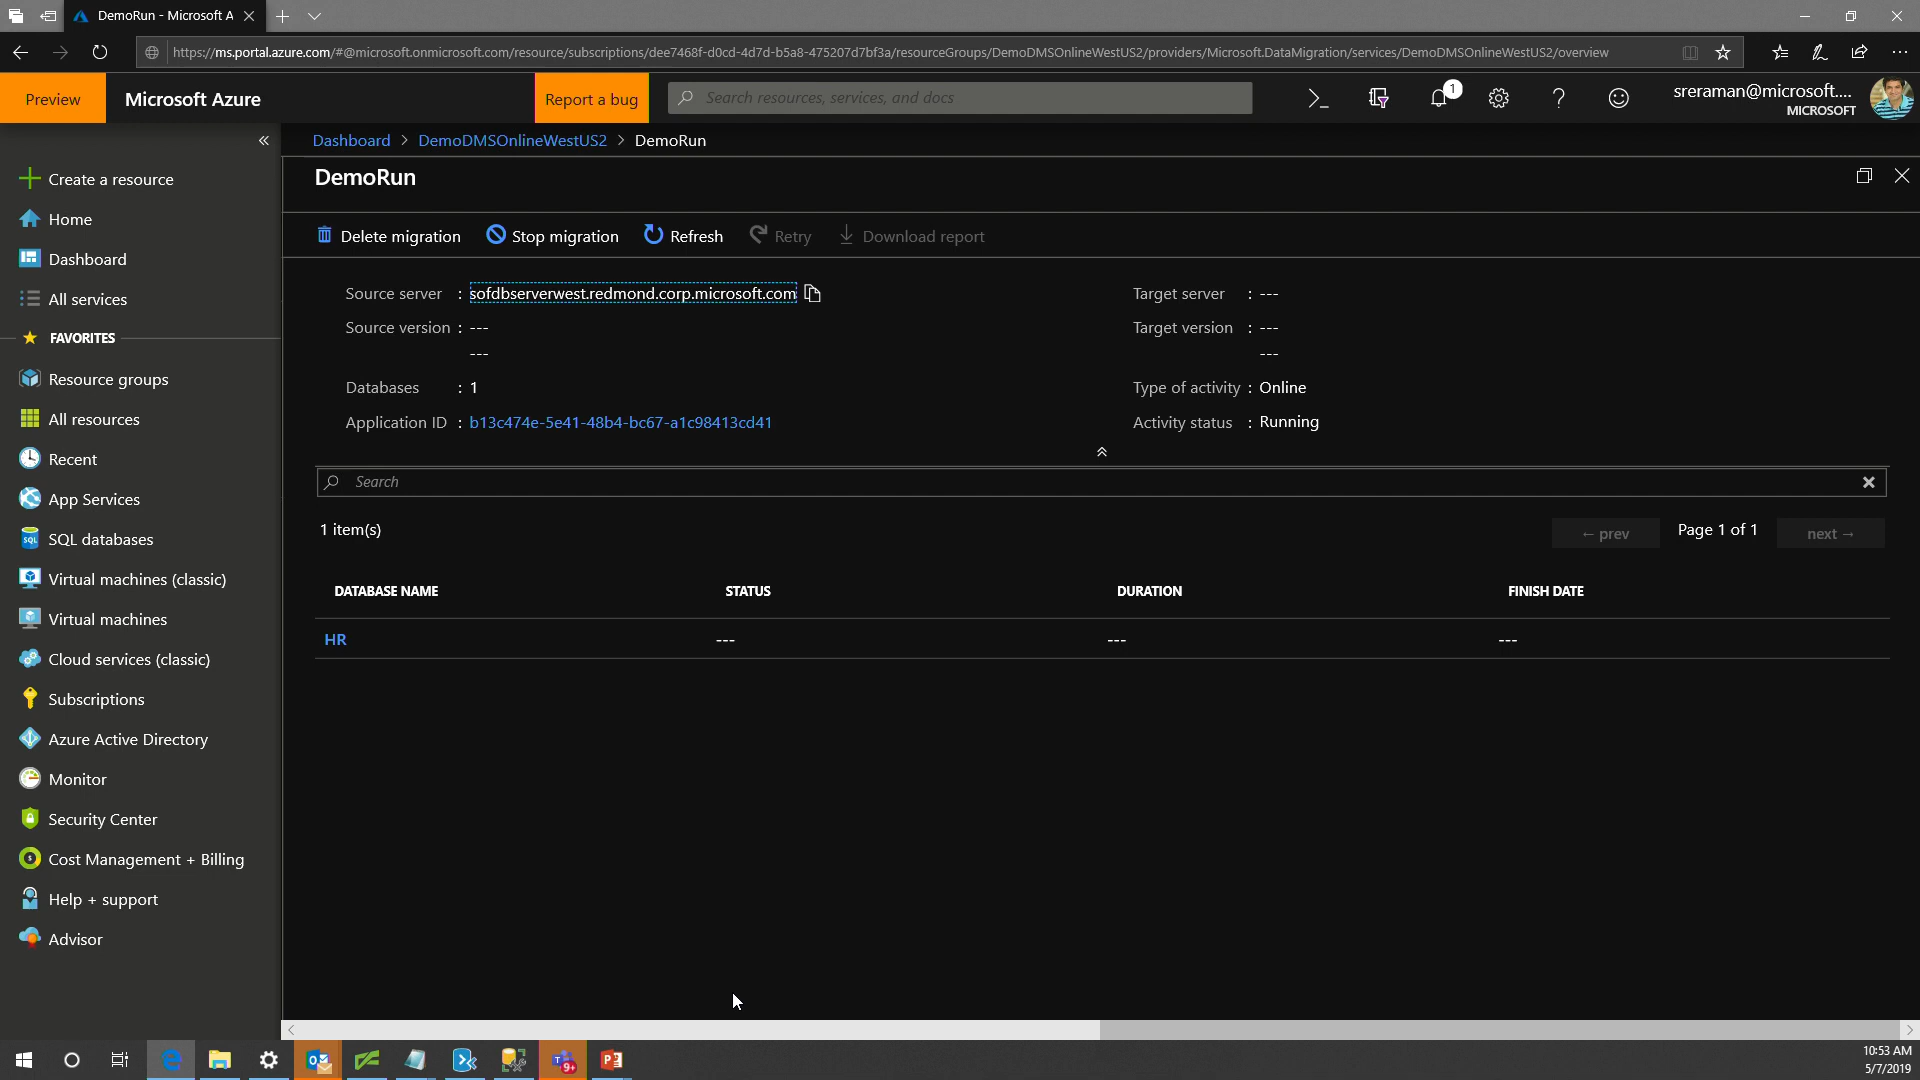 DemoRun - Microsoft A
https://ms.portal.azure.com/#@microsoft.onmicrosoft.com/resource/subscriptions/dee7468f-d0cd-4d7d-b5a8-475207d7bf3a/resourceGroups/DemoDMSOnlineWestUS2/providers/Microsoft.DataMigration/services/DemoDMSOnlineWestUS2/overview
Preview
Microsoft Azure
Report a bug
Search resources, services, and docs
1
sreraman@microsoft....
MICROSOFT
«
Dashboard > DemoDMSOnlineWestUS2 > DemoRun
Create a resource
Home
Dashboard
All services
FAVORITES
Resource groups
All resources
Recent
App Services
SQL
SQL databases
Virtual machines (classic)
Virtual machines
Cloud services (classic)
Subscriptions
Azure Active Directory
Monitor
Security Center
Cost Management + Billing
Help + support
Advisor
DemoRun
Delete migration
Stop migration
Refresh
Retry
Download report
Source server : sofdbserverwest.redmond.corp.microsoft.com
Source version : ---
---
Databases : 1
Application ID : b13c474e-5e41-48b4-bc67-a1c98413cd41
Target server : ---
Target version : ---
---
Type of activity : Online
Activity status : Running
Search
1 item(s)
← prev
Page 1 of 1
next →
DATABASE NAME STATUS DURATION FINISH DATE
HR --- --- ---
9+
10:53 AM
5/7/2019